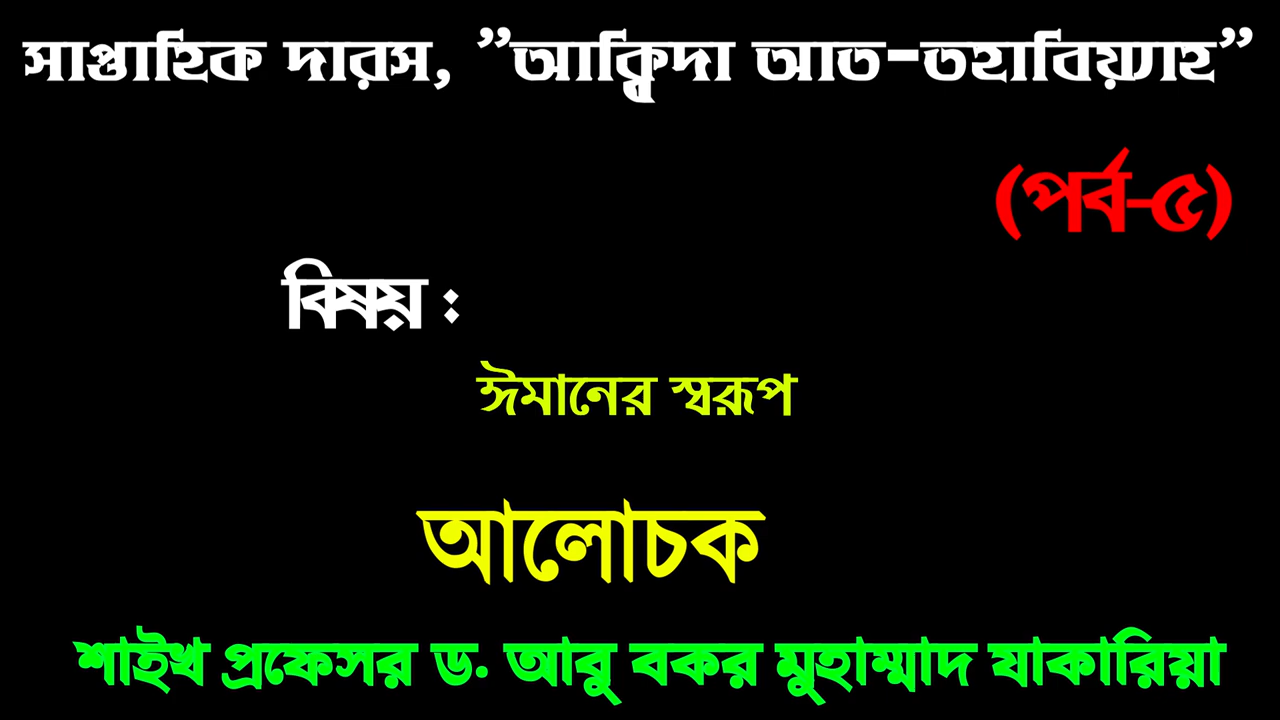 সাপ্তাহিক দারস, ”আক্বিদা আত-তহাবিয়্যাহ”
(পর্ব-৫)
বিষয় :
ঈমানের স্বরূপ
আলোচক
শাইখ প্রফেসর ড. আবু বকর মুহাম্মাদ যাকারিয়া